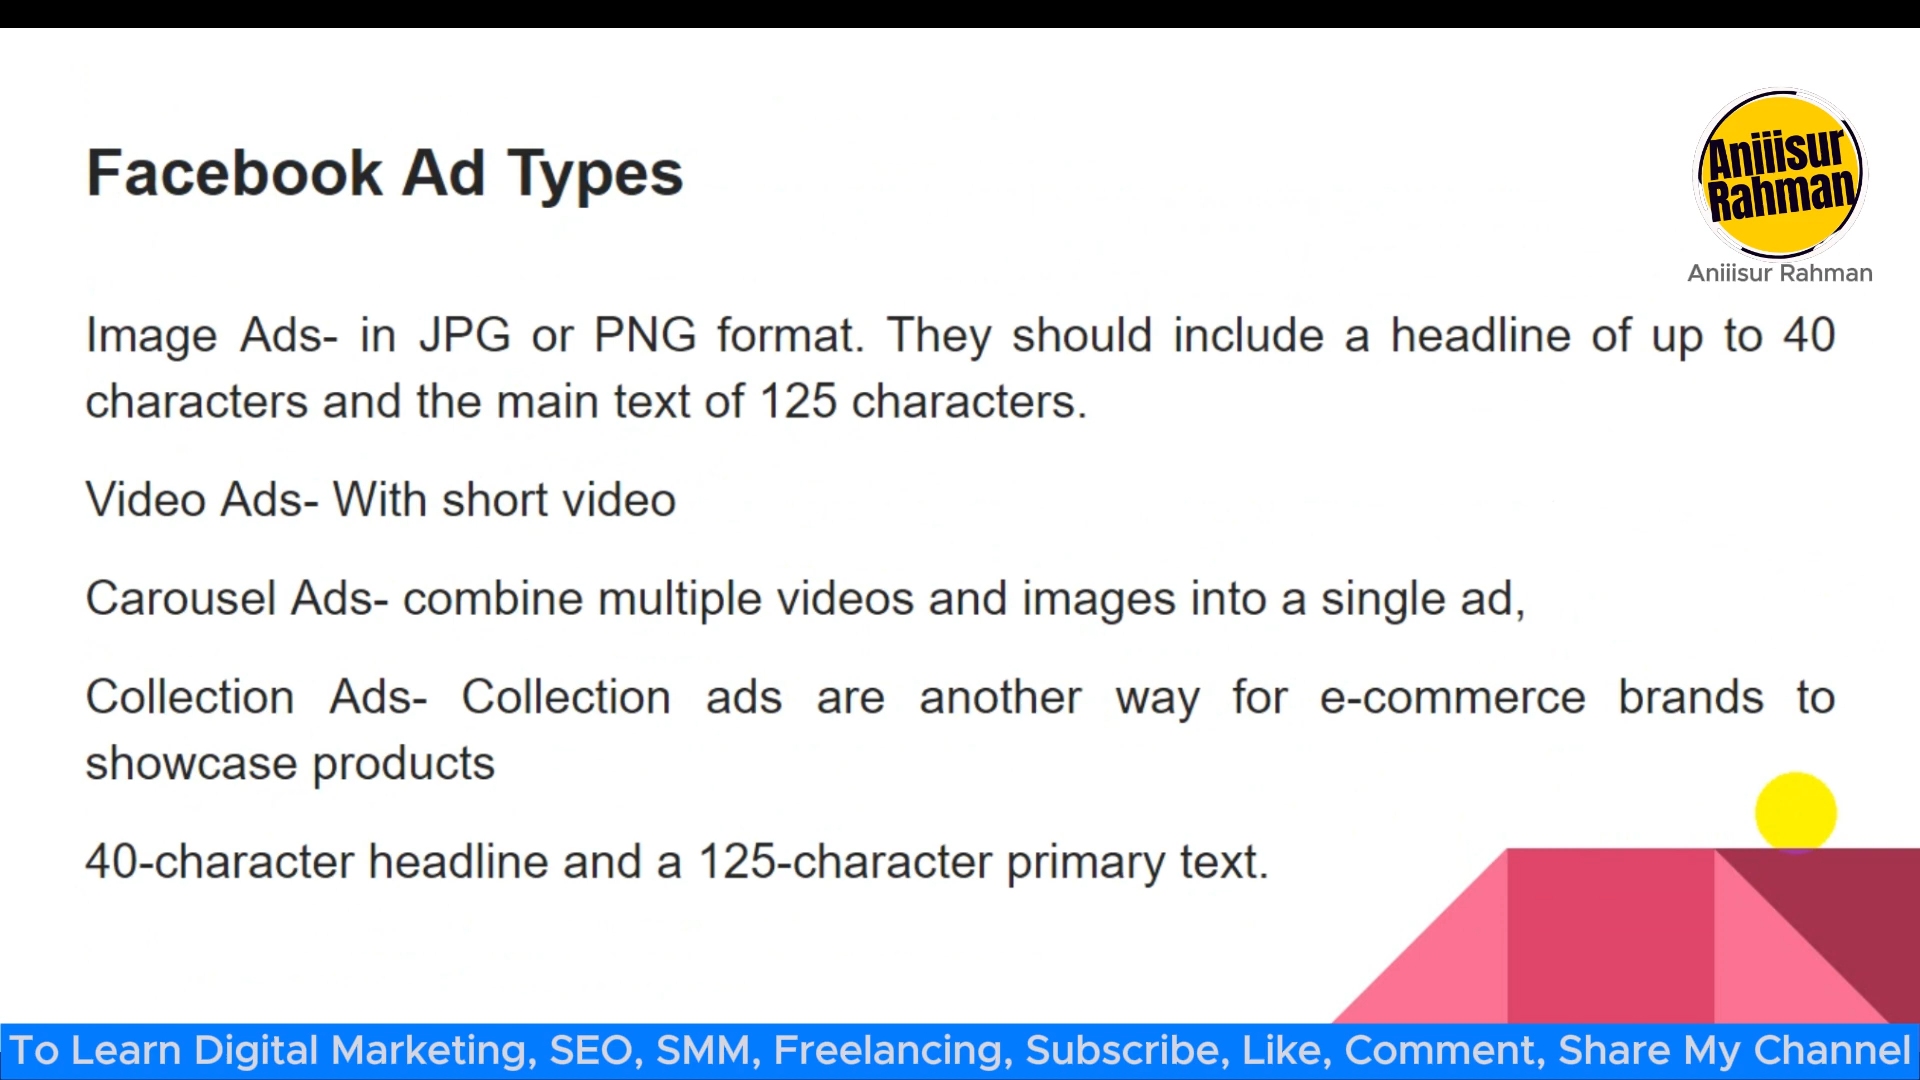 Facebook Ad Types
Aniiisur
Rahman
Aniiisur Rahman
Image Ads- in JPG or PNG format. They should include a headline of up to 40
characters and the main text of 125 characters.
Video Ads- With short video
Carousel Ads- combine multiple videos and images into a single ad,
Collection Ads- Collection ads are another way for e-commerce brands to
showcase products
40-character headline and a 125-character primary text.
To Learn Digital Marketing, SEO, SMM, Freelancing, Subscribe, Like, Comment, Share My Channel